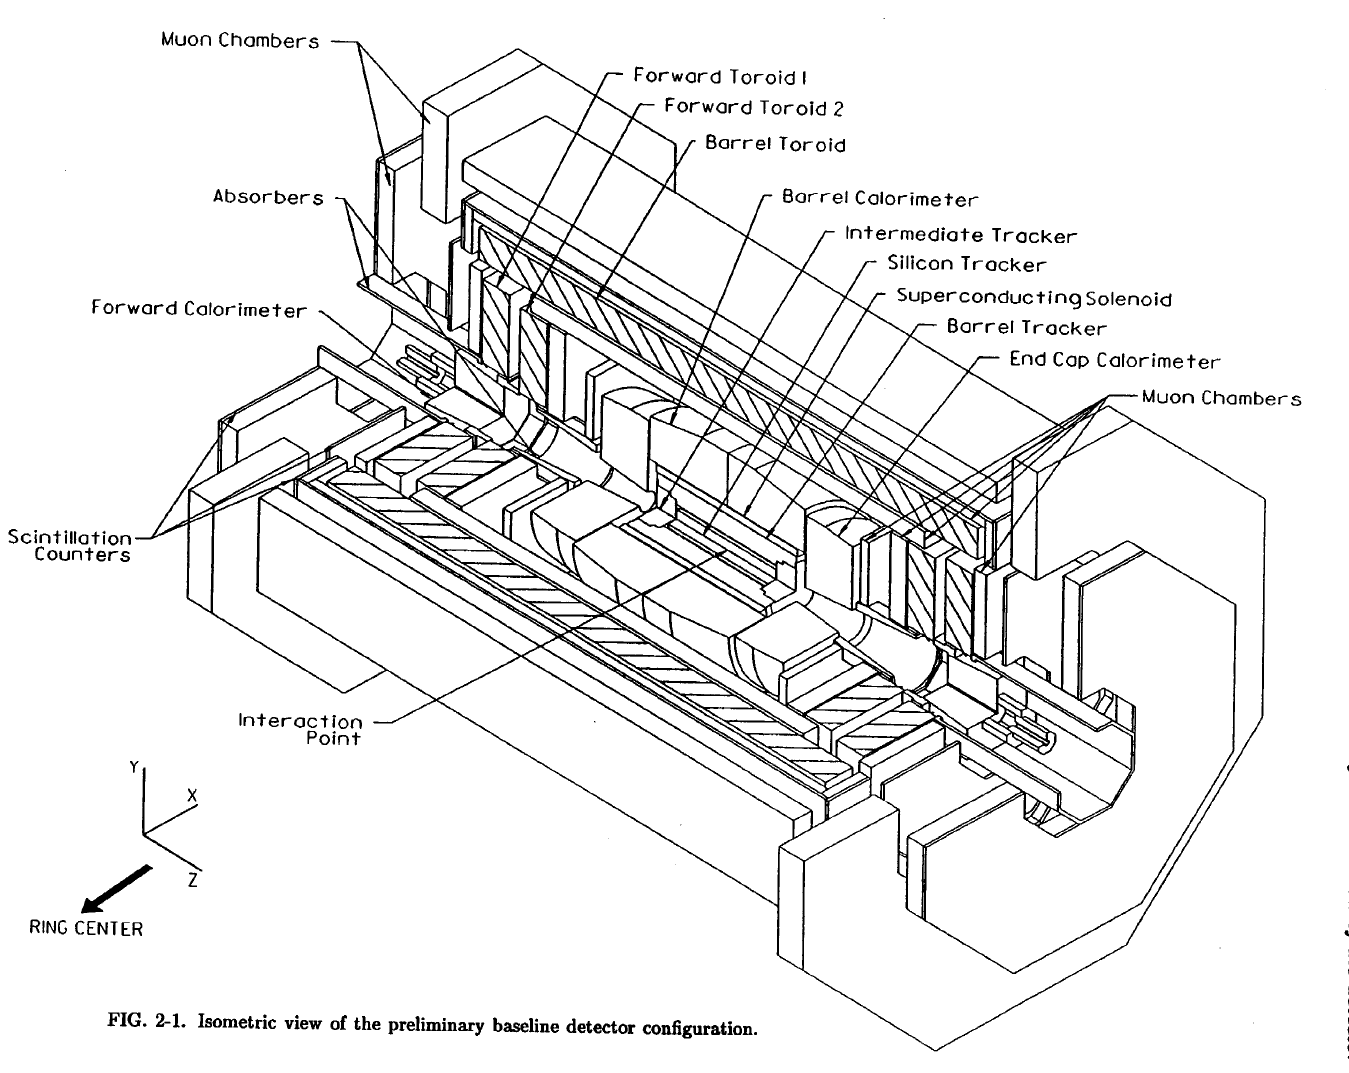 Muon Chambers
Forward Toroid 1
Forward Toroid 2
Barrel Toroid
Absorbers
Barrel Calorimeter
Intermediate Tracker
Silicon Tracker
Superconducting Solenoid
Forward Calorimeter
Barrel Tracker
End Cap Calorimeter
Muon Chambers
Scintillation
Counters
Interaction
Point
Y
X
Z
RING CENTER
FIG. 2-1. Isometric view of the preliminary baseline detector configuration.